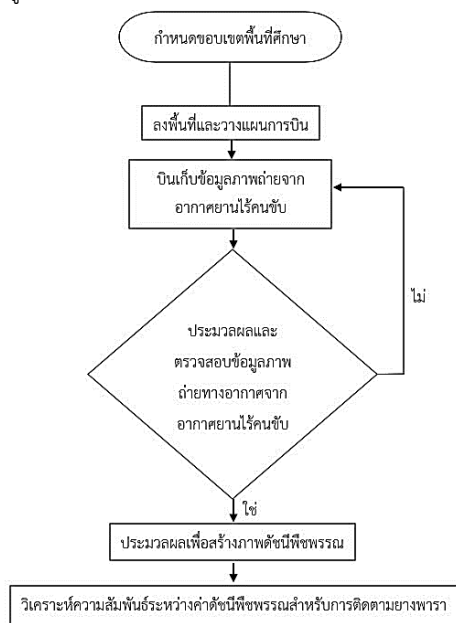 กำหนดขอบเขตพื้นที่ศึกษา
ลงพื้นที่และวางแผนการบิน
บินเก็บข้อมูลภาพถ่ายจาก
อากาศยานไร้คนขับ
ไม่
ประมวลผลและ
ตรวจสอบข้อมูลภาพ
ถ่ายทางอากาศจาก
อากาศยานไร้คนขับ
ใช่
ประมวลผลเพื่อสร้างภาพดัชนีพืชพรรณ
วิเคราะห์ความสัมพันธ์ระหว่างค่าดัชนีพืชพรรณสำหรับการติดตามยางพารา